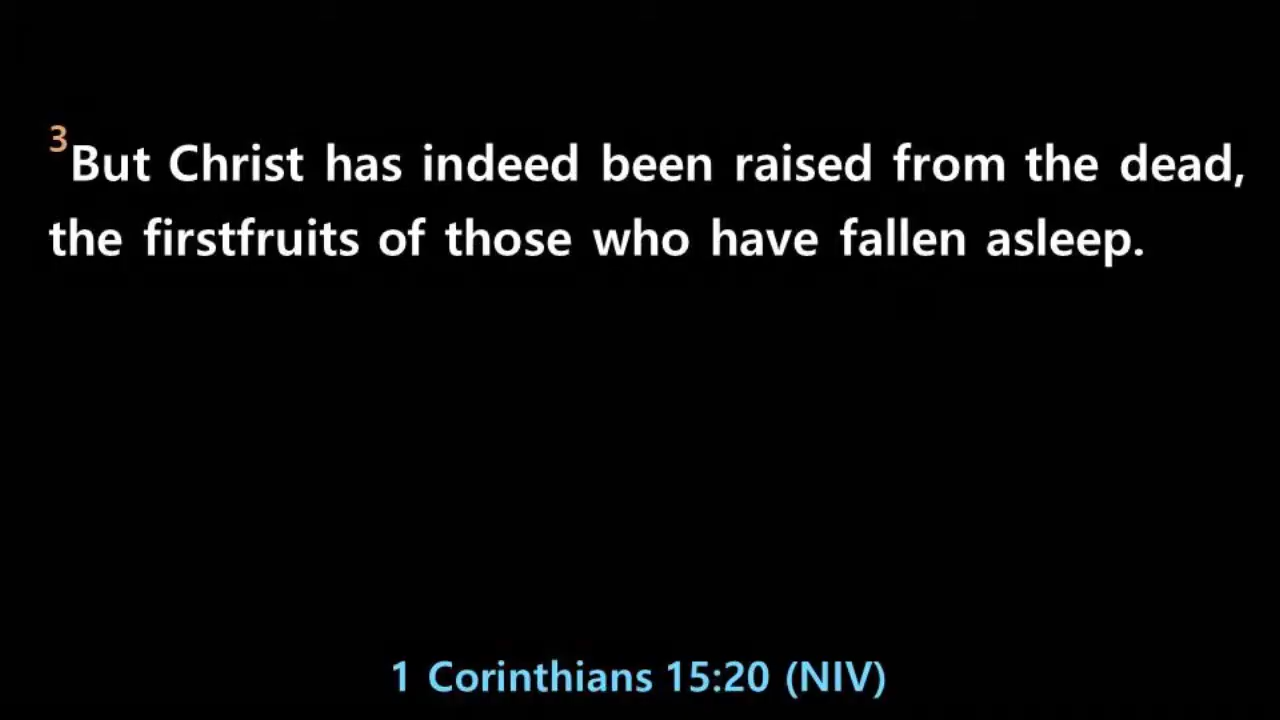 3But Christ has indeed been raised from the dead,
the firstfruits of those who have fallen asleep.
1 Corinthians 15:20 (NIV)